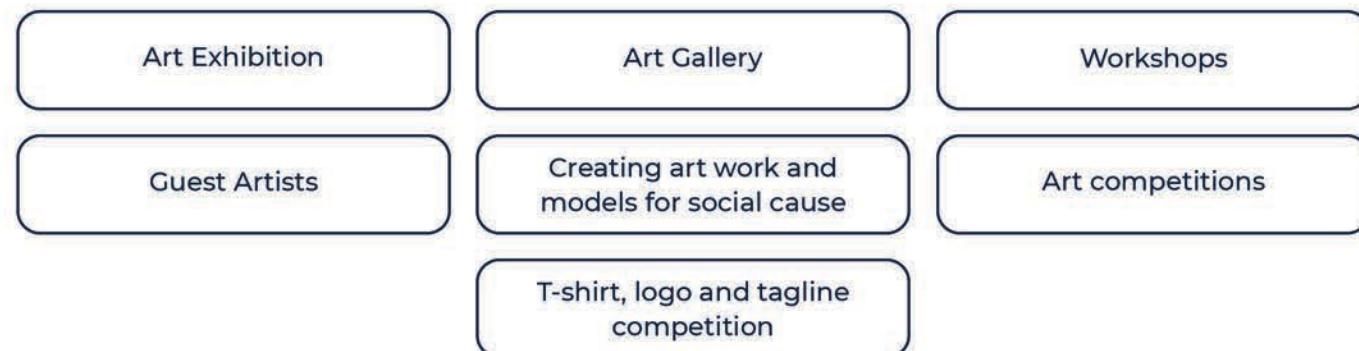 Art Exhibition
Art Gallery
Workshops
Guest Artists
Creating art work and
models for social cause
Art competitions
T-shirt, logo and tagline
competition